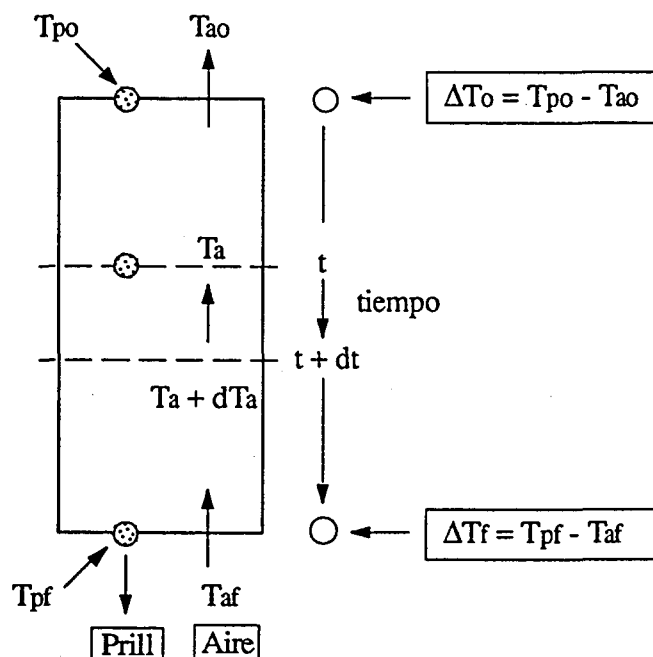 Tpo
Tao
ΔTo = Tpo - Tao
Ta
t
tiempo
t + dt
Ta + dTa
ΔTf = Tpf - Taf
Tpf
Taf
Prill
Aire